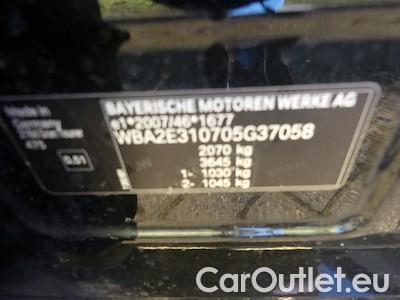 BAYERISCHE MOTOREN WERKE AG
Made in
e1*2007/46*1677
WBA2E310705G37058
475
2070 kg
0.51
3645 kg
1- 1030 kg
2- 1045 kg
CarOutlet.eu